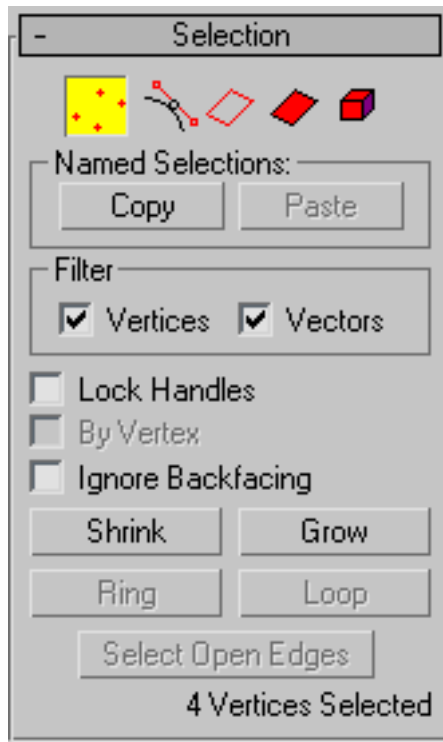 - Selection
Named Selections:
Copy Paste
Filter
Vertices Vectors
Lock Handles
By Vertex
Ignore Backfacing
Shrink Grow
Ring Loop
Select Open Edges
4 Vertices Selected